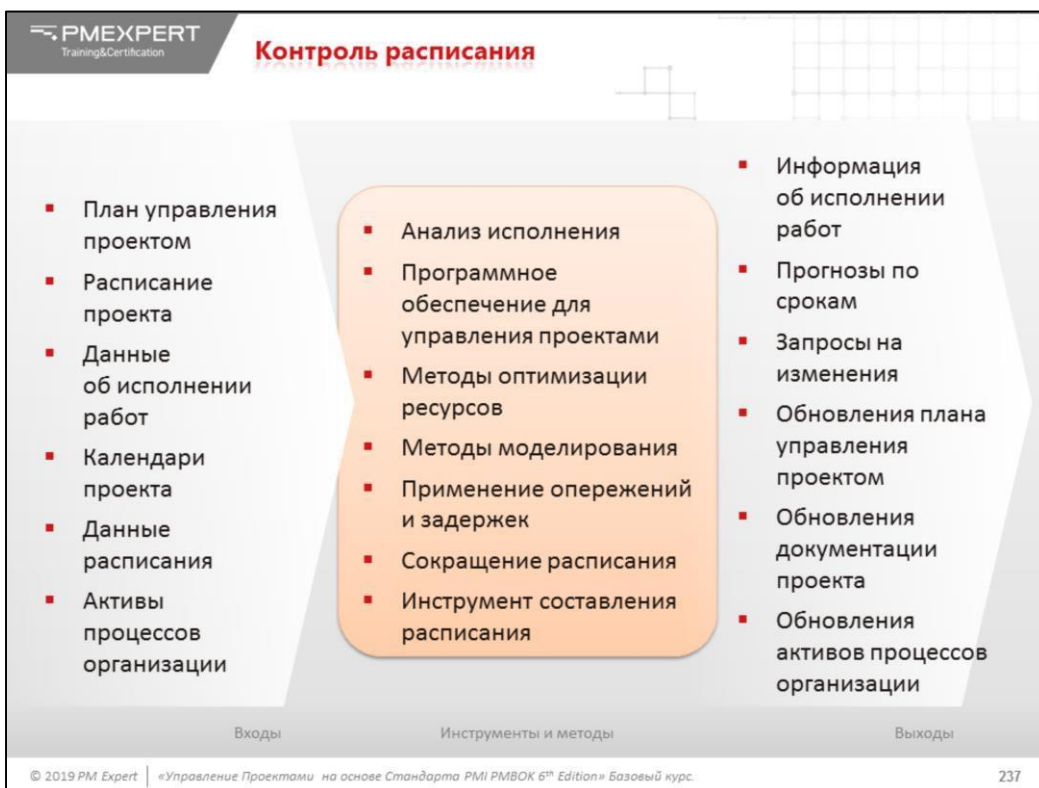 PMEXPERT
Training&Certification
Контроль расписания
▪ План управления
проектом
▪ Расписание
проекта
▪ Данные
об исполнении
работ
▪ Календари
проекта
▪ Данные
расписания
▪ Активы
процессов
организации
Входы
▪ Анализ исполнения
▪ Программное
обеспечение для
управления проектами
▪ Методы оптимизации
ресурсов
▪ Методы моделирования
▪ Применение опережений
и задержек
▪ Сокращение расписания
▪ Инструмент составления
расписания
Инструменты и методы
▪ Информация
об исполнении
работ
▪ Прогнозы по
срокам
▪ Запросы на
изменения
▪ Обновления плана
управления
проектом
▪ Обновления
документации
проекта
▪ Обновления
активов процессов
организации
Выходы
© 2019 PM Expert | «Управление Проектами на основе Стандарта PMI PMBOK 6th Edition» Базовый курс.
237